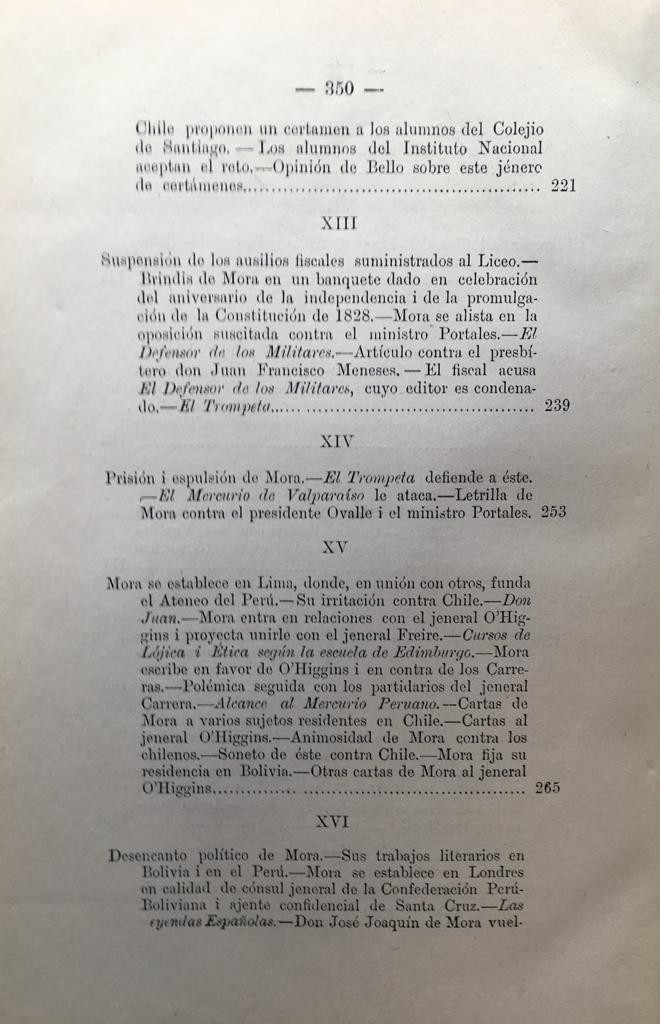 — 350 —
Chile proponen un certamen a los alumnos del Colejio
de Santiago.—Los alumnos del Instituto Nacional
aceptan el reto.—Opinión de Bello sobre este jénero
de certámenes................................................ 221
XIII
Suspensión de los ausilios fiscales suministrados al Liceo.—
Brindis de Mora en un banquete dado en celebración
del aniversario de la independencia i de la promulga-
ción de la Constitución de 1828.—Mora se alista en la
oposición suscitada contra el ministro Portales.—El
Defensor de los Militares.—Artículo contra el presbí-
tero don Juan Francisco Meneses.—El fiscal acusa
El Defensor de los Militares, cuyo editor es condena-
do.—El Trompeta..... ..................................... 239
XIV
Prisión i espulsión de Mora.—El Trompeta defiende a éste.
—El Mercurio de Valparaíso le ataca.—Letrilla de
Mora contra el presidente Ovalle i el ministro Portales. 253
XV
Mora se establece en Lima, donde, en unión con otros, funda
el Ateneo del Perú.—Su irritación contra Chile.—Don
Juan.—Mora entra en relaciones con el jeneral O'Hig-
gins i proyecta unirle con el jeneral Freire.—Cursos de
Lójica i Ética según la escuela de Edimburgo.—Mora
escribe en favor de O'Higgins i en contra de los Carre-
ras.—Polémica seguida con los partidarios del jeneral
Carrera.—Alcance al Mercurio Peruano.—Cartas de
Mora a varios sujetos residentes en Chile.—Cartas al
jeneral O'Higgins.—Animosidad de Mora contra los
chilenos.—Soneto de éste contra Chile.—Mora fija su
residencia en Bolivia.—Otras cartas de Mora al jeneral
O'Higgins.............. ..................................... 265
XVI
Desencanto político de Mora.—Sus trabajos literarios en
Bolivia i en el Perú.—Mora se establece en Londres
en calidad de cónsul jeneral de la Confederación Perú-
Boliviana i ajente confidencial de Santa Cruz.—Las
eyendas Españolas.—Don José Joaquín de Mora vuel-